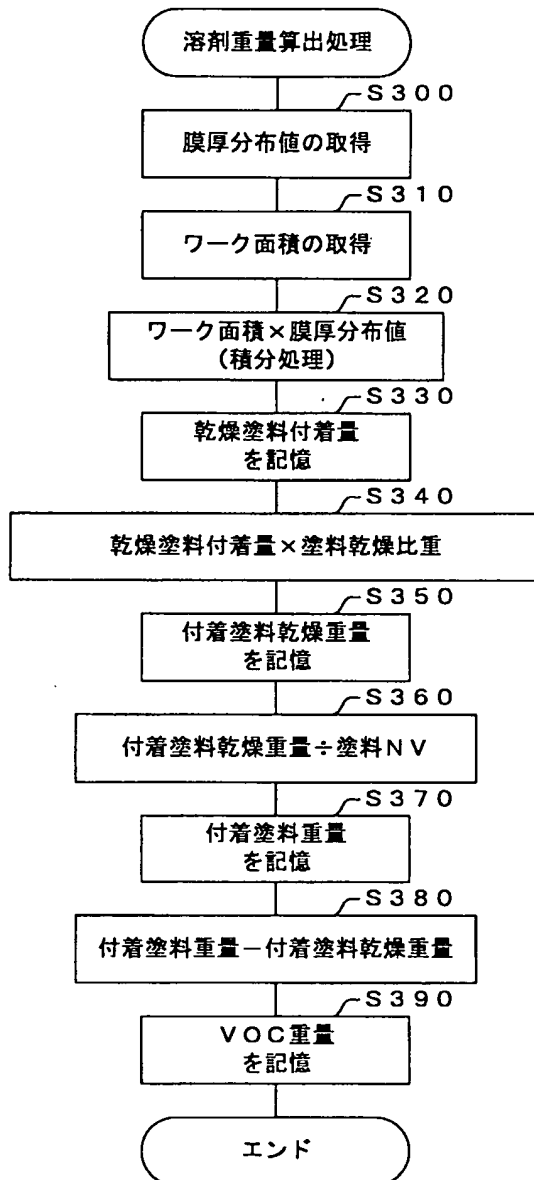 溶剤重量算出処理
S300
膜厚分布値の取得
S310
ワーク面積の取得
S320
ワーク面積×膜厚分布値
(積分処理)
S330
乾燥塗料付着量
を記憶
S340
乾燥塗料付着量×塗料乾燥比重
S350
付着塗料乾燥重量
を記憶
S360
付着塗料乾燥重量÷塗料NV
S370
付着塗料重量
を記憶
S380
付着塗料重量-付着塗料乾燥重量
S390
VOC重量
を記憶
エンド